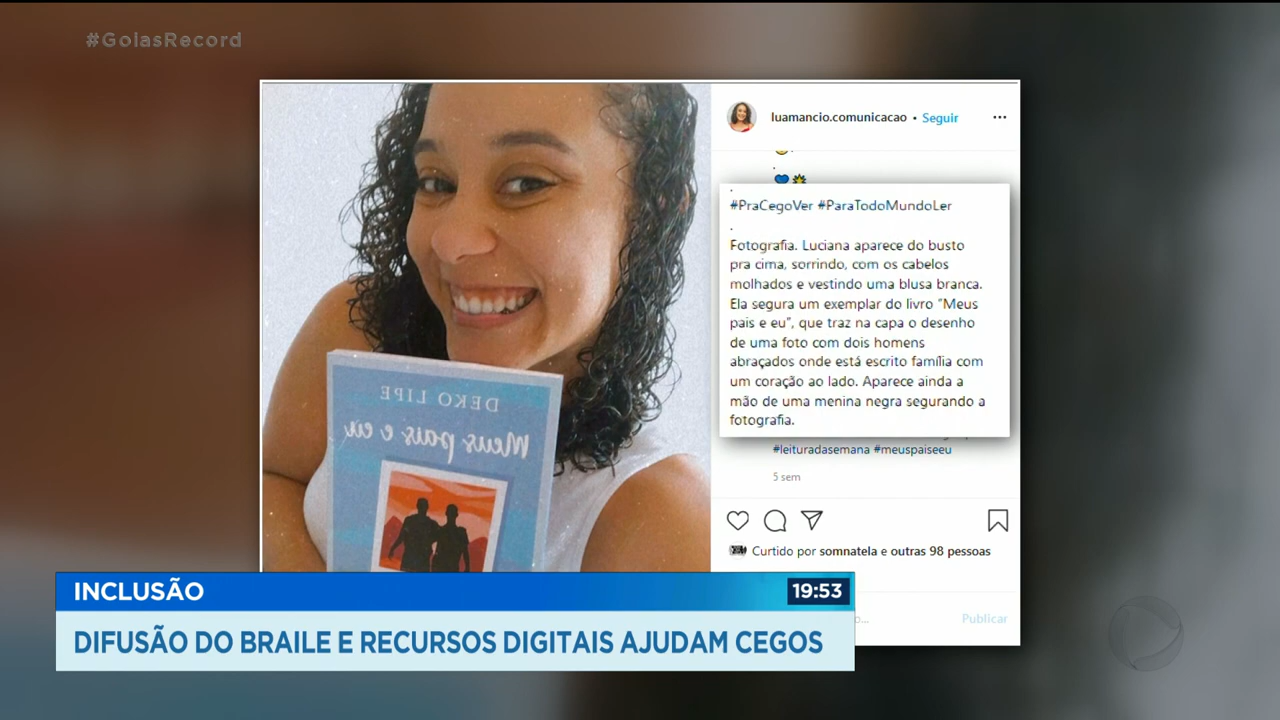 #GoiasRecord
luamancio.comunicacao • Seguir
#PraCegoVer #ParaTodoMundoLer
.
Fotografia. Luciana aparece do busto
pra cima, sorrindo, com os cabelos
molhados e vestindo uma blusa branca.
Ela segura um exemplar do livro "Meus
pais e eu", que traz na capa o desenho
de uma foto com dois homens
abraçados onde está escrito família com
um coração ao lado. Aparece ainda a
mão de uma menina negra segurando a
fotografia.
#leituradasemana #meuspaiseeu
5 sem
Curtido por somnatela e outras 98 pessoas
Publicar
DEKO LIPE
Meus pais e eu
INCLUSÃO
19:53
DIFUSÃO DO BRAILE E RECURSOS DIGITAIS AJUDAM CEGOS